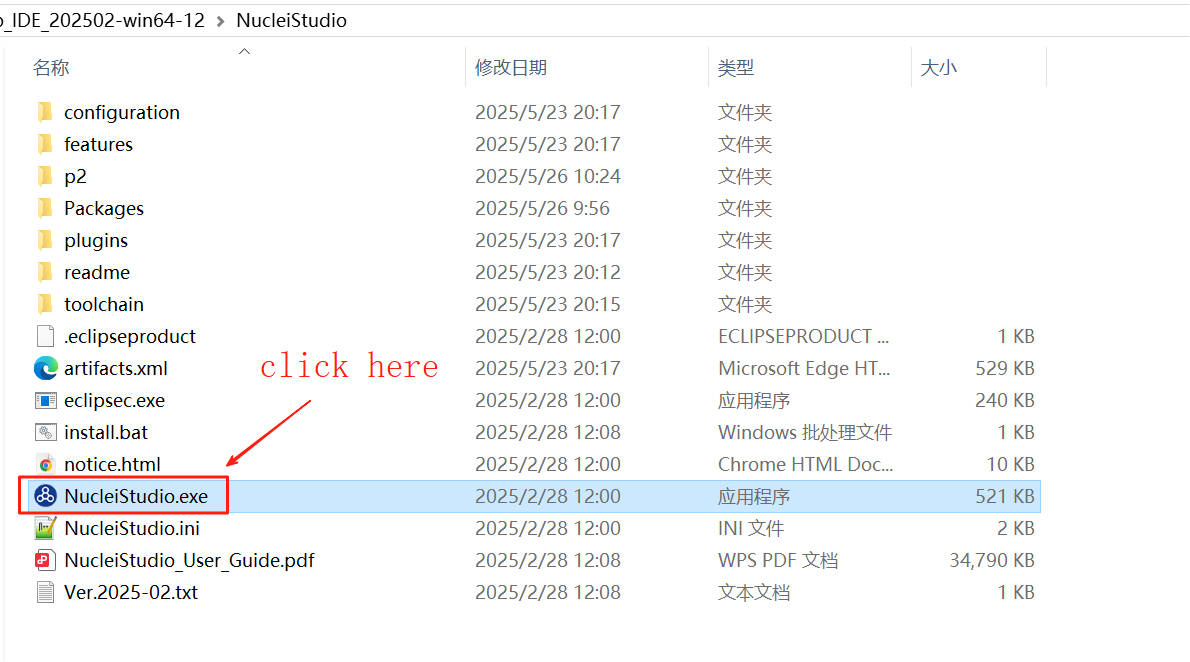 o_IDE_202502-win64-12 > NucleiStudio
名称 修改日期 类型 大小
configuration 2025/5/23 20:17 文件夹
features 2025/5/23 20:17 文件夹
p2 2025/5/26 10:24 文件夹
Packages 2025/5/26 9:56 文件夹
plugins 2025/5/23 20:17 文件夹
readme 2025/5/23 20:12 文件夹
toolchain 2025/5/23 20:15 文件夹
.eclipseproduct 2025/2/28 12:00 ECLIPSEPRODUCT ... 1 KB
click here
artifacts.xml 2025/5/23 20:17 Microsoft Edge HT... 529 KB
eclipsec.exe 2025/2/28 12:00 应用程序 240 KB
install.bat 2025/2/28 12:08 Windows 批处理文件 1 KB
notice.html 2025/2/28 12:00 Chrome HTML Doc... 10 KB
NucleiStudio.exe 2025/2/28 12:00 应用程序 521 KB
NucleiStudio.ini 2025/2/28 12:00 INI 文件 2 KB
NucleiStudio_User_Guide.pdf 2025/2/28 12:08 WPS PDF 文档 34,790 KB
Ver.2025-02.txt 2025/2/28 12:08 文本文档 1 KB